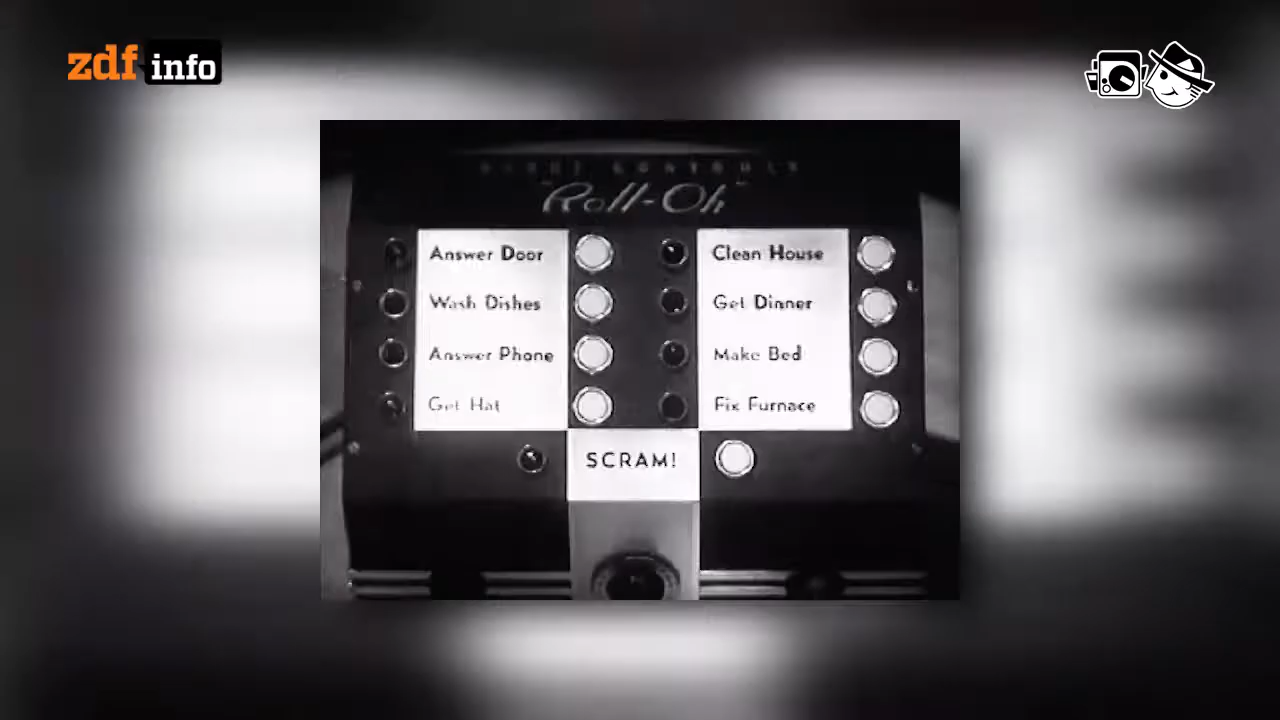 zdf info
Roll-Oh
Answer Door
Wash Dishes
Answer Phone
Get Hat
Clean House
Get Dinner
Make Bed
Fix Furnace
SCRAM!